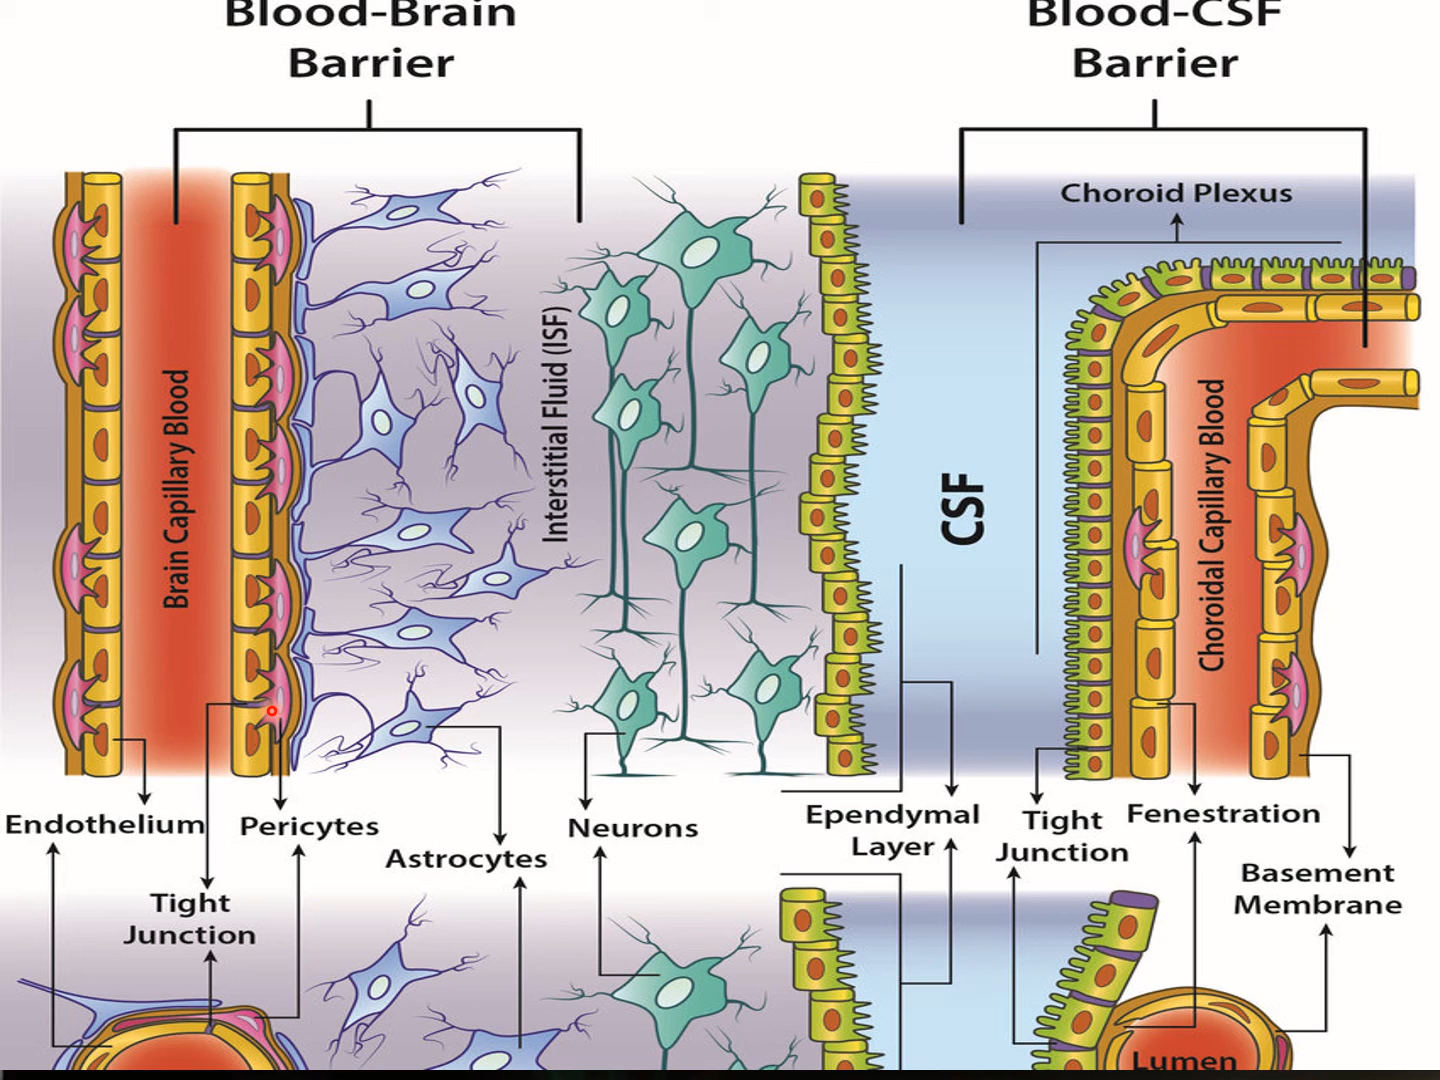 Blood-Brain
Barrier
Blood-CSF
Barrier
Choroid Plexus
Brain Capillary Blood
Interstitial Fluid (ISF)
CSF
Choroidal Capillary Blood
Endothelium
Pericytes
Astrocytes
Neurons
Ependymal
Layer
Tight
Junction
Fenestration
Basement
Membrane
Tight
Junction
Lumen